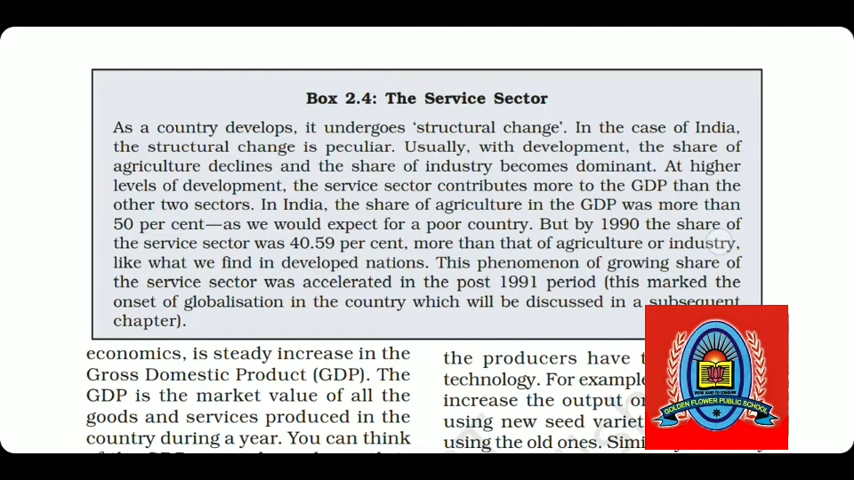 Box 2.4: The Service Sector
As a country develops, it undergoes ‘structural change’. In the case of India,
the structural change is peculiar. Usually, with development, the share of
agriculture declines and the share of industry becomes dominant. At higher
levels of development, the service sector contributes more to the GDP than the
other two sectors. In India, the share of agriculture in the GDP was more than
50 per cent—as we would expect for a poor country. But by 1990 the share of
the service sector was 40.59 per cent, more than that of agriculture or industry,
like what we find in developed nations. This phenomenon of growing share of
the service sector was accelerated in the post 1991 period (this marked the
onset of globalisation in the country which will be discussed in a subsequent
chapter).
economics, is steady increase in the
Gross Domestic Product (GDP). The
GDP is the market value of all the
goods and services produced in the
country during a year. You can think
the producers have
technology. For example
increase the output
using new seed
using the old ones.
GOLDEN FLOWER PUBLIC SCHOOL